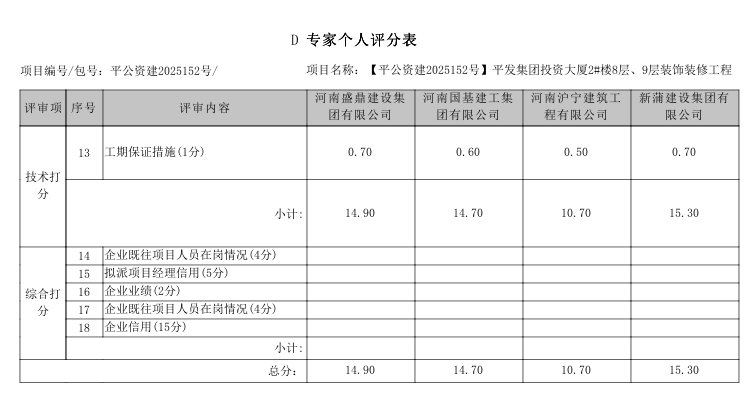 D 专家个人评分表
项目编号/包号: 平公资建2025152号/ 项目名称: 【平公资建2025152号】平发集团投资大厦2#楼8层、9层装饰装修工程
评审项 序号 评审内容 河南盛鼎建设集团有限公司 河南国基建工集团有限公司 河南沪宁建筑工程有限公司 新蒲建设集团有限公司
技术打分 13 工期保证措施(1分) 0.70 0.60 0.50 0.70
小计: 14.90 14.70 10.70 15.30
综合打分 14 企业既往项目人员在岗情况(4分)
15 拟派项目经理信用(5分)
16 企业业绩(2分)
17 企业既往项目人员在岗情况(4分)
18 企业信用(15分)
小计:
总分: 14.90 14.70 10.70 15.30